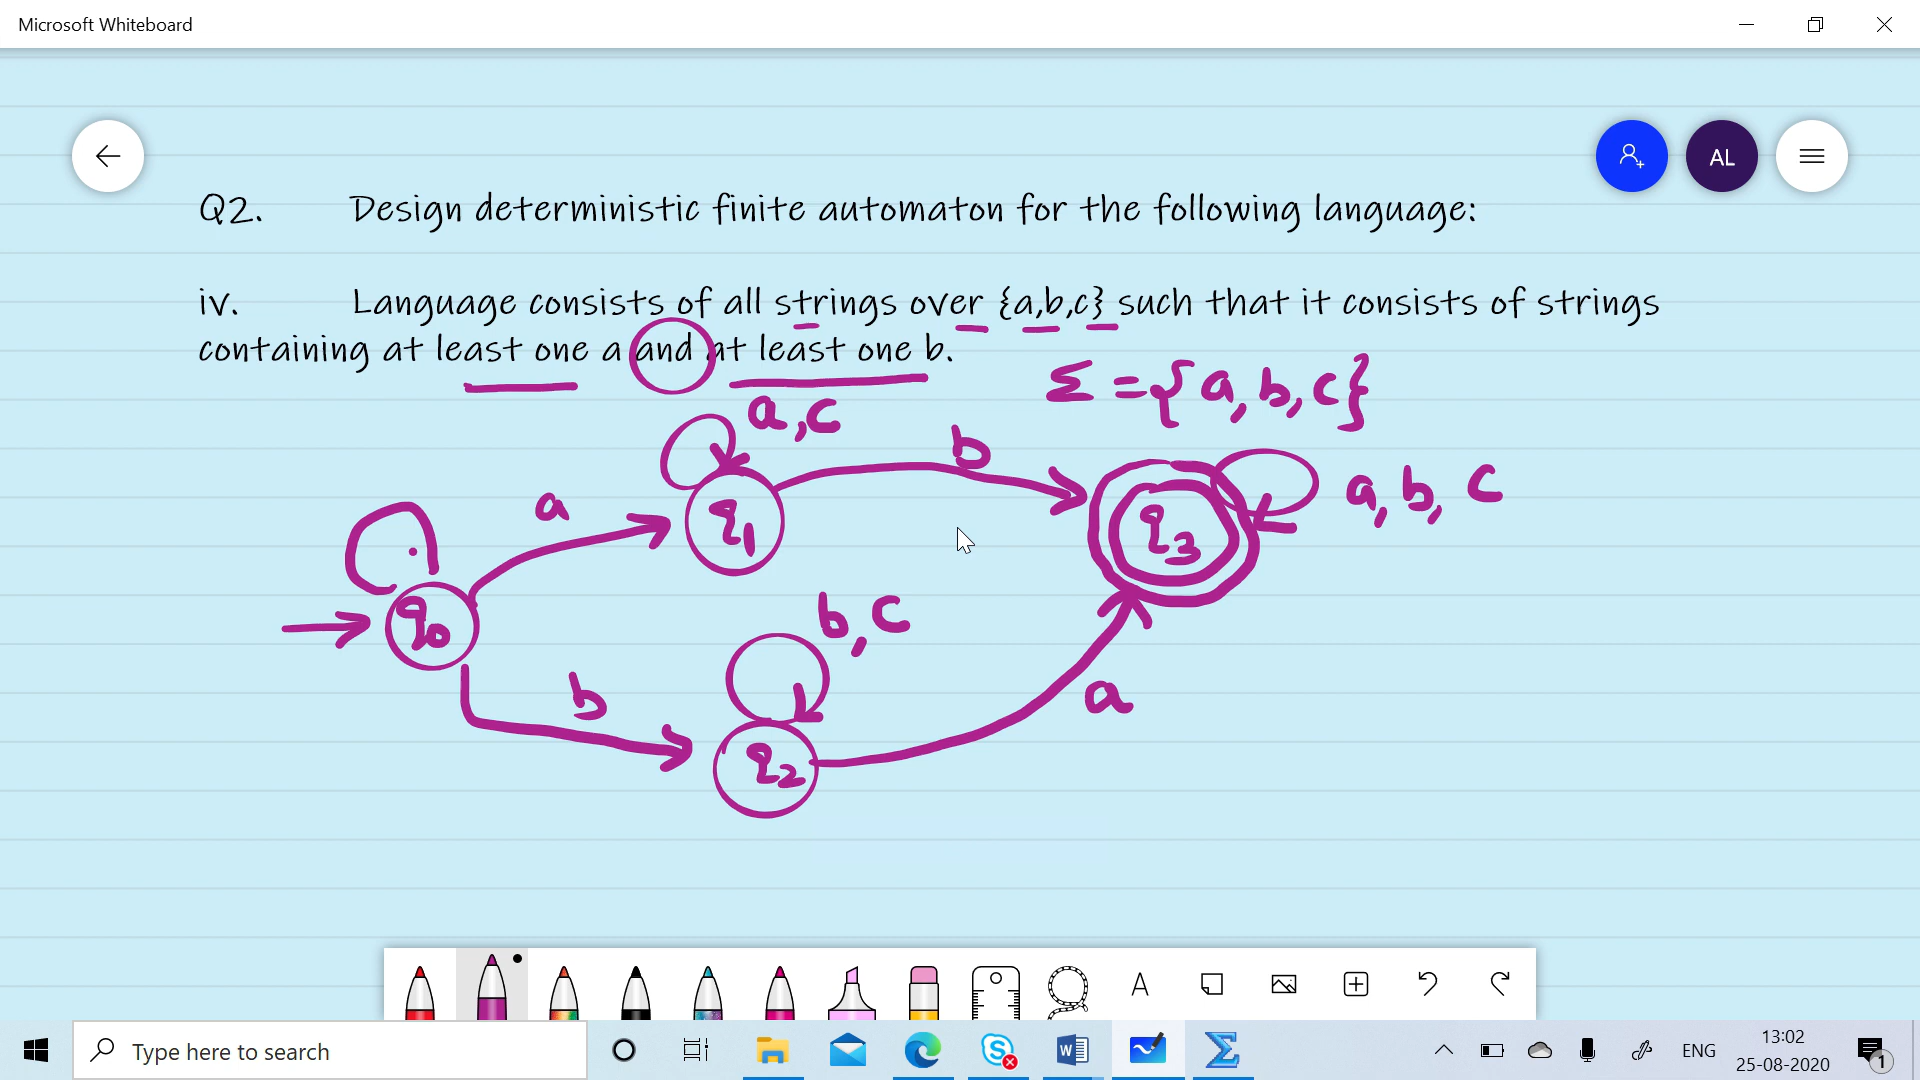 Microsoft Whiteboard
AL
Q2. Design deterministic finite automaton for the following language:
iv. Language consists of all strings over {a,b,c} such that it consists of strings
containing at least one a and at least one b.
Σ = {a, b, c}
a, c
b
a, b, c
a
q1
q3
q0
b, c
b
a
q2
A
Type here to search
ENG
13:02
25-08-2020
1